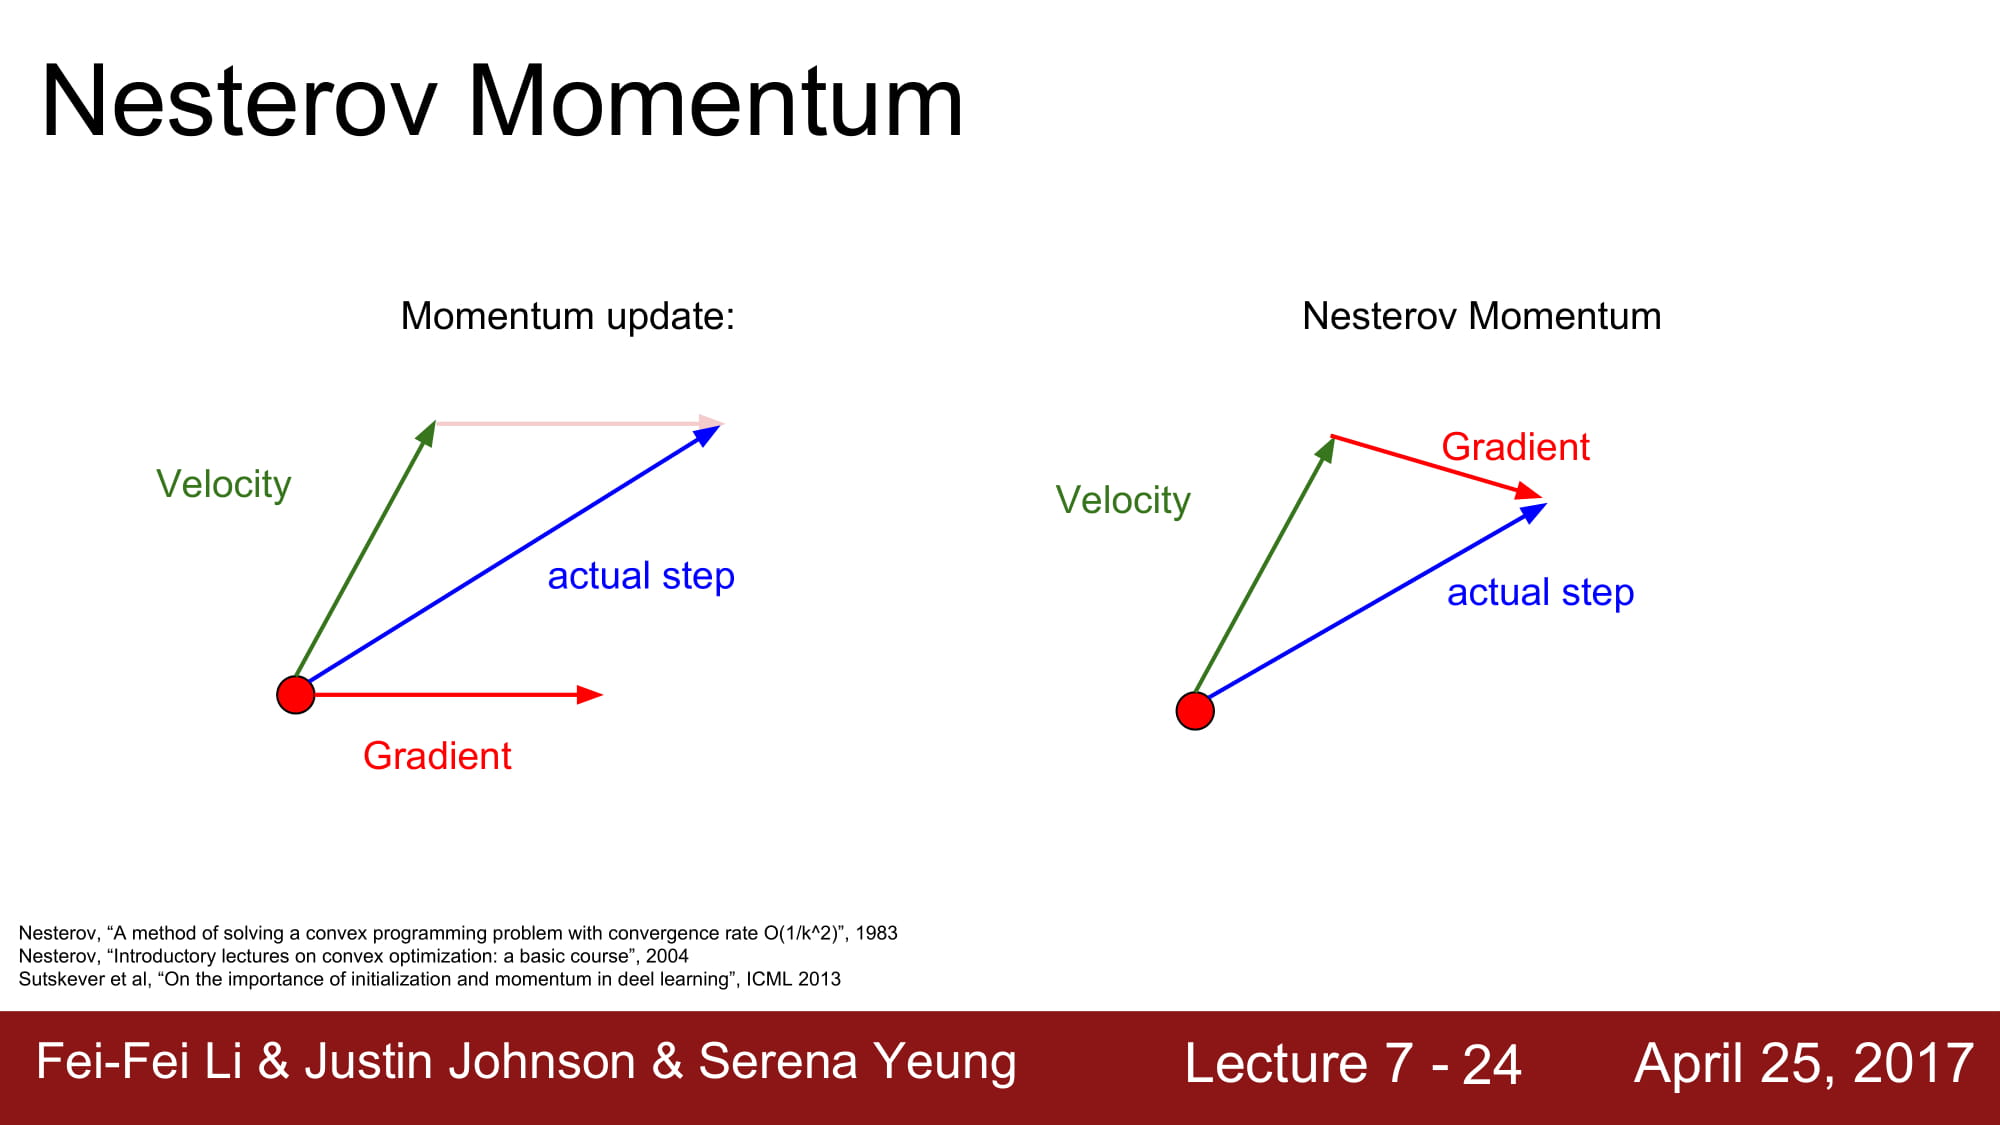 Nesterov Momentum
Momentum update:
Velocity
actual step
Gradient
Nesterov Momentum
Gradient
Velocity
actual step
Nesterov, “A method of solving a convex programming problem with convergence rate O(1/k^2)”, 1983
Nesterov, “Introductory lectures on convex optimization: a basic course”, 2004
Sutskever et al, “On the importance of initialization and momentum in deel learning”, ICML 2013
Fei-Fei Li & Justin Johnson & Serena Yeung
Lecture 7 - 24
April 25, 2017